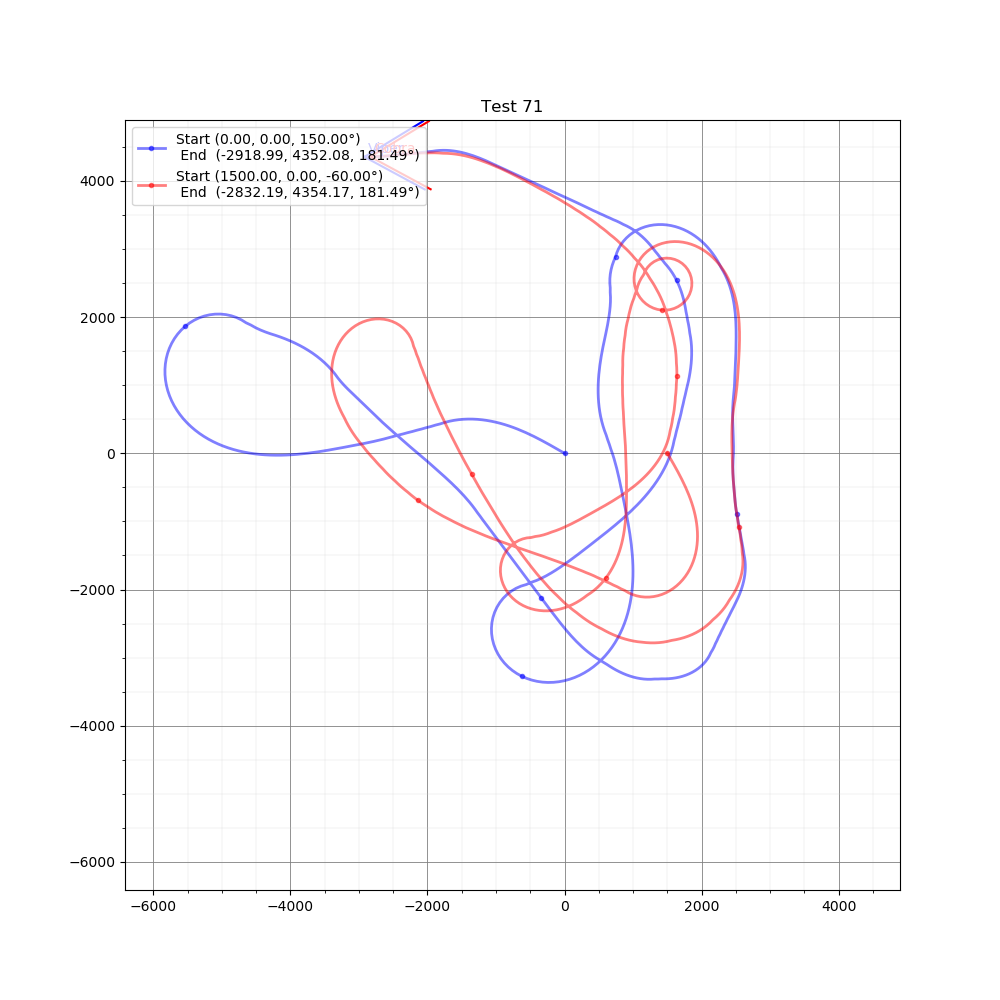 Test 71
Start (0.00, 0.00, 150.00°)
End (-2918.99, 4352.08, 181.49°)
Start (1500.00, 0.00, -60.00°)
End (-2832.19, 4354.17, 181.49°)
4000
2000
0
−2000
−4000
−6000
−6000 −4000 −2000 0 2000 4000